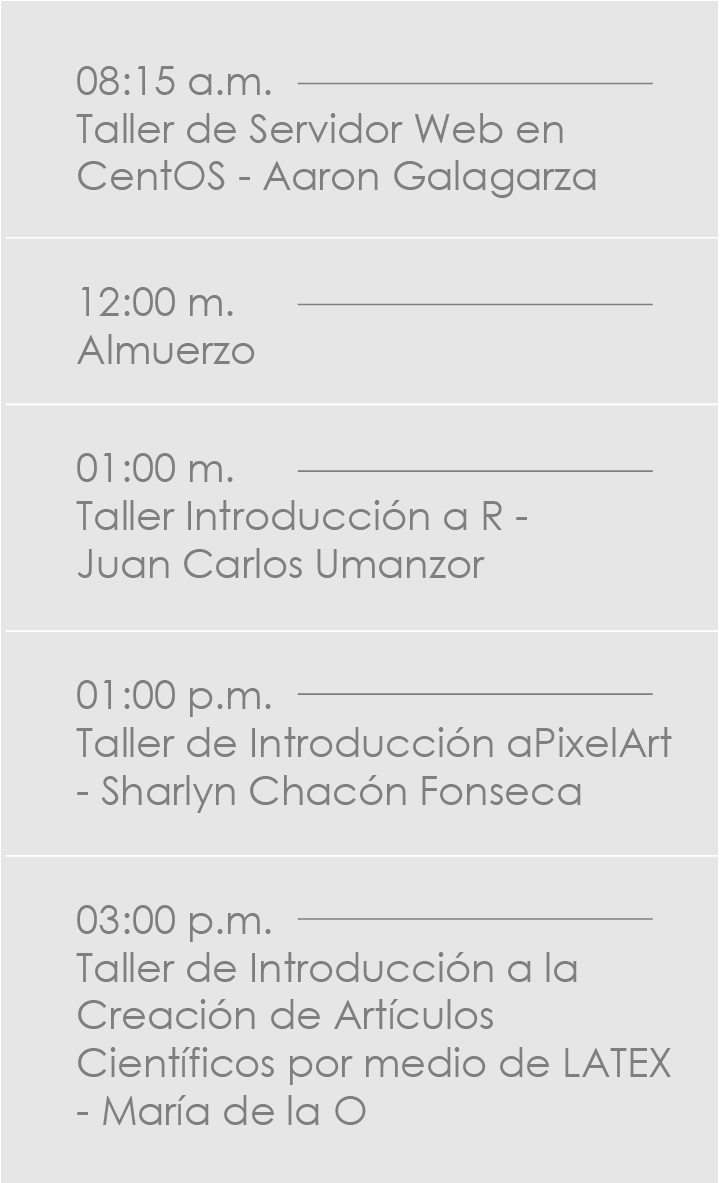 08:15 a.m.
Taller de Servidor Web en
CentOS - Aaron Galagarza
12:00 m.
Almuerzo
01:00 m.
Taller Introducción a R -
Juan Carlos Umanzor
01:00 p.m.
Taller de Introducción aPixelArt
- Sharlyn Chacón Fonseca
03:00 p.m.
Taller de Introducción a la
Creación de Artículos
Científicos por medio de LATEX
- María de la O